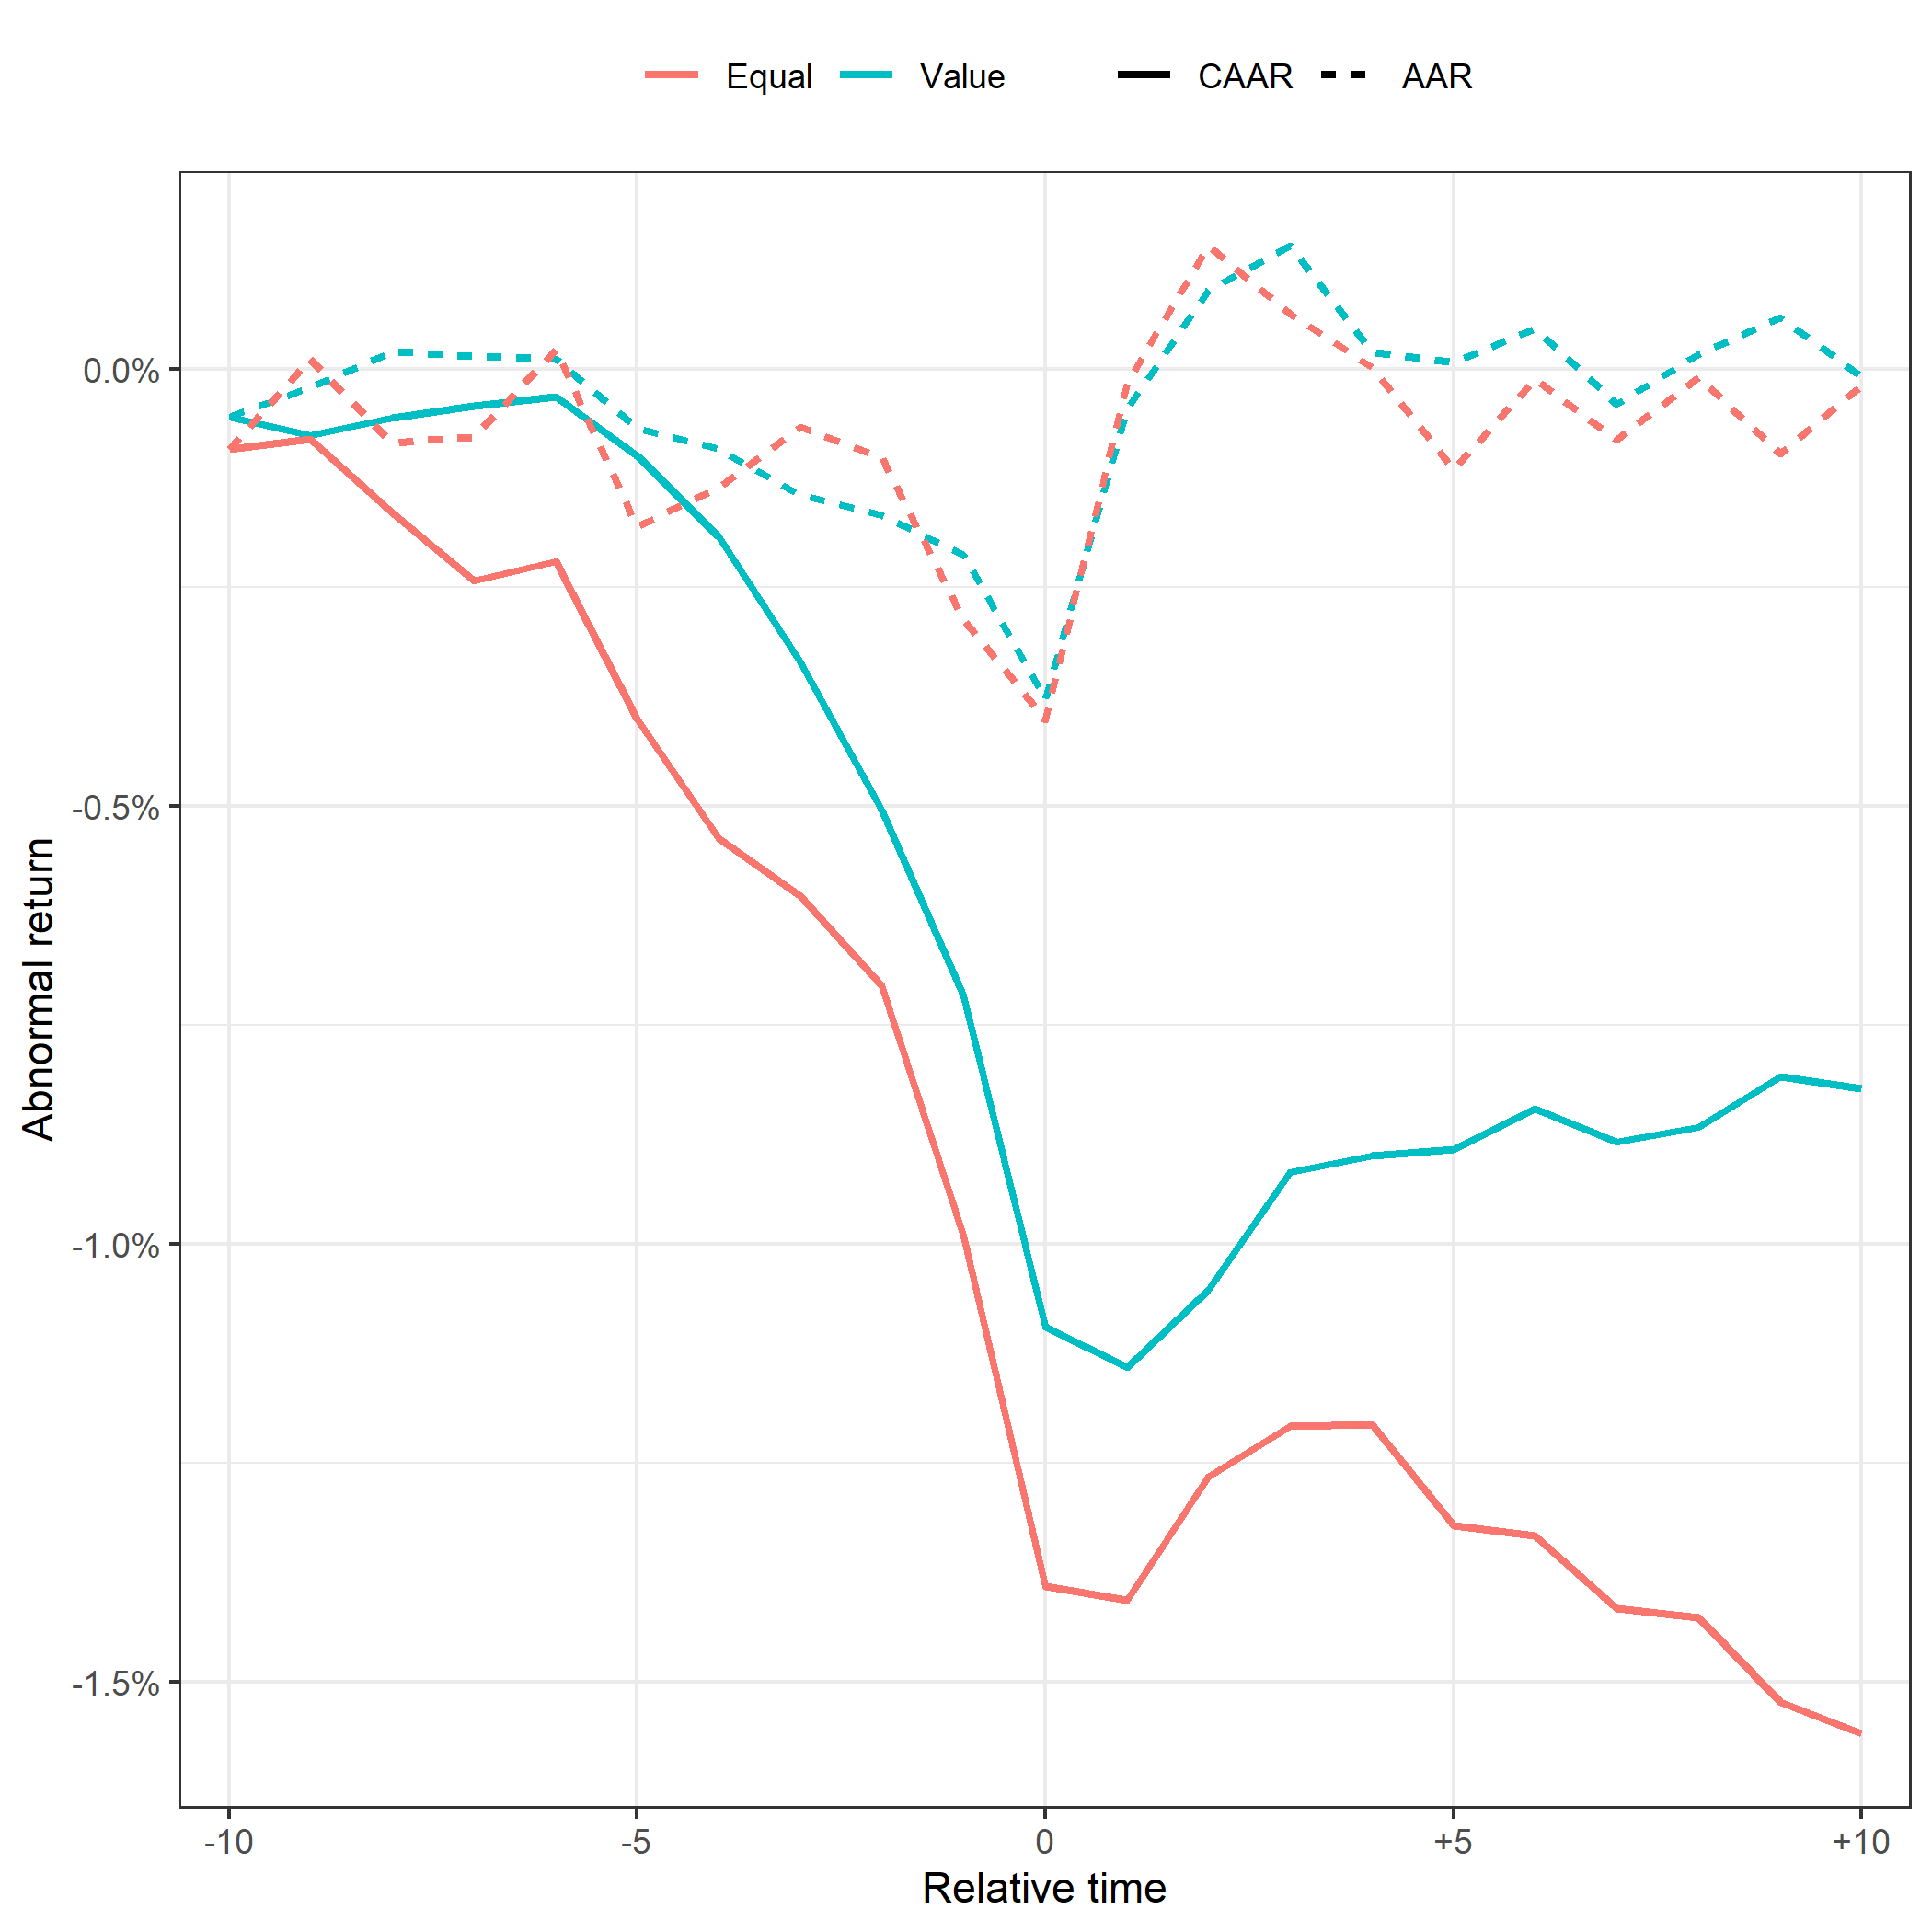 Equal Value CAAR AAR
Abnormal return
0.0%
-0.5%
-1.0%
-1.5%
-10 -5 0 +5 +10
Relative time